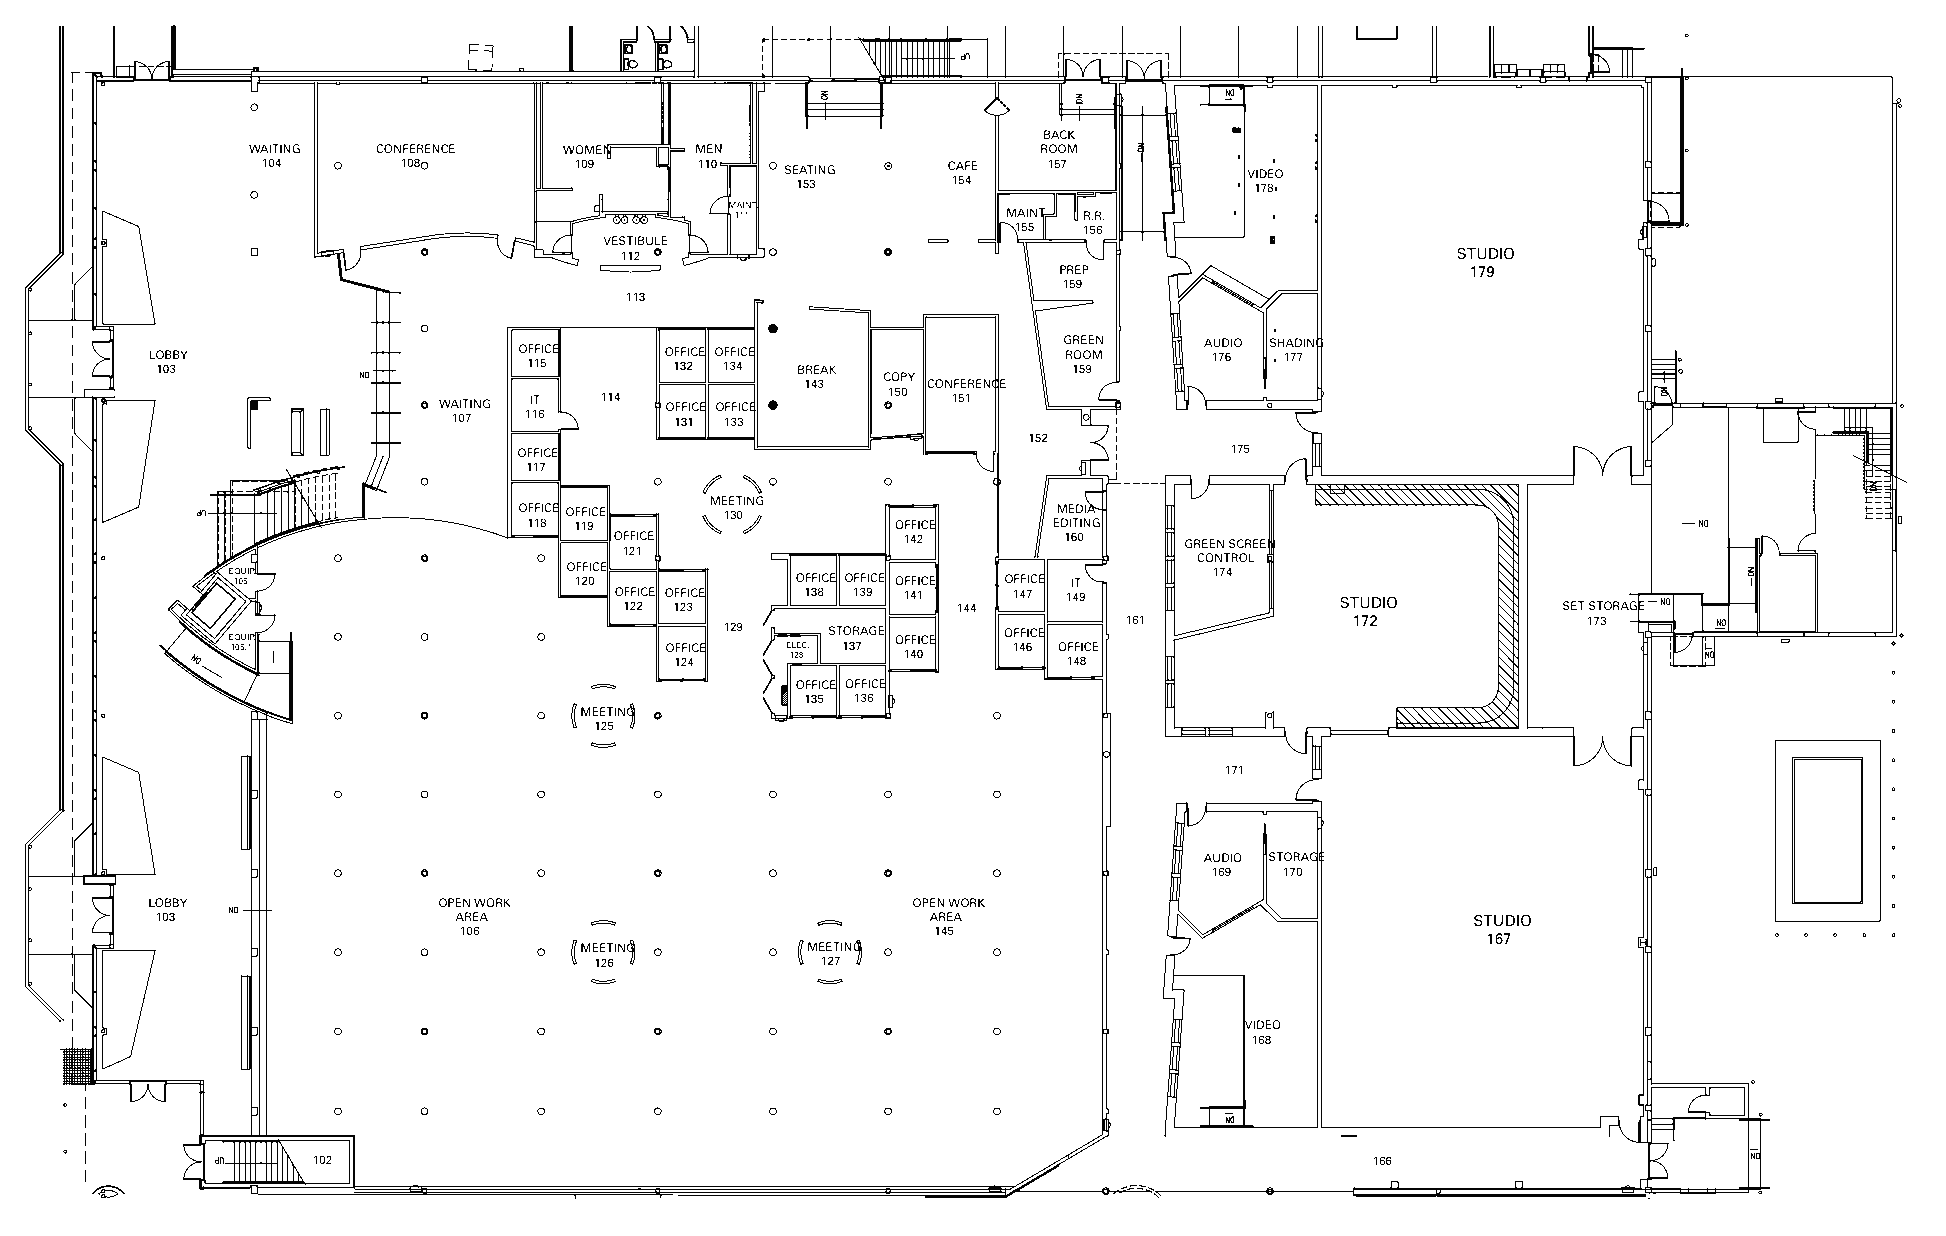 UP
DN
DN
DN
DN
WAITING
104
CONFERENCE
108
WOMEN
109
MEN
110
MAINT
SEATING
153
CAFE
154
BACK
ROOM
157
MAINT
155
R.R.
156
VIDEO
178
STUDIO
179
VESTIBULE
112
113
PREP
159
GREEN
ROOM
159
AUDIO
176
SHADING
177
LOBBY
103
DN
WAITING
107
OFFICE
115
IT
116
OFFICE
117
OFFICE
118
114
OFFICE
132
OFFICE
134
OFFICE
131
OFFICE
133
BREAK
143
COPY
150
CONFERENCE
151
152
175
DN
UP
OFFICE
119
OFFICE
120
OFFICE
121
OFFICE
122
OFFICE
123
OFFICE
124
MEETING
130
OFFICE
142
OFFICE
141
OFFICE
140
OFFICE
138
OFFICE
139
STORAGE
137
ELEC.
OFFICE
135
OFFICE
136
129
144
MEDIA
EDITING
160
OFFICE
147
IT
149
OFFICE
146
OFFICE
148
161
GREEN SCREEN
CONTROL
174
STUDIO
172
SET STORAGE
173
DN
DN
DN
DN
DN
EQUIP
105
EQUIP
105.1
DN
MEETING
125
171
AUDIO
169
STORAGE
170
LOBBY
103
DN
OPEN WORK
AREA
106
OPEN WORK
AREA
145
MEETING
126
MEETING
127
STUDIO
167
VIDEO
168
DN
UP
102
166
DN